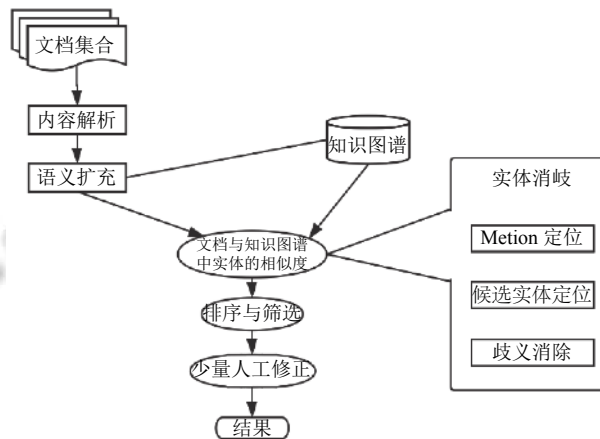 文档集合
内容解析
语义扩充
知识图谱
文档与知识图谱
中实体的相似度
排序与筛选
少量人工修正
结果
实体消岐
Metion 定位
候选实体定位
歧义消除